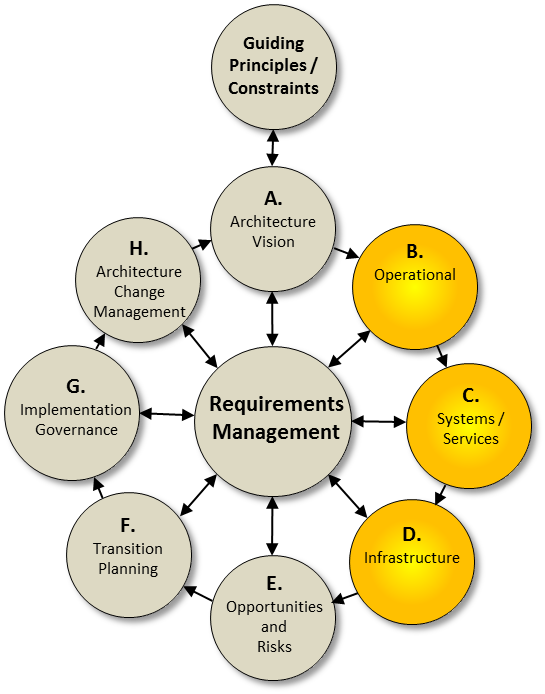 Guiding
Principles /
Constraints
A.
Architecture
Vision
B.
Operational
C.
Systems /
Services
D.
Infrastructure
E.
Opportunities
and
Risks
F.
Transition
Planning
G.
Implementation
Governance
H.
Architecture
Change
Management
Requirements
Management